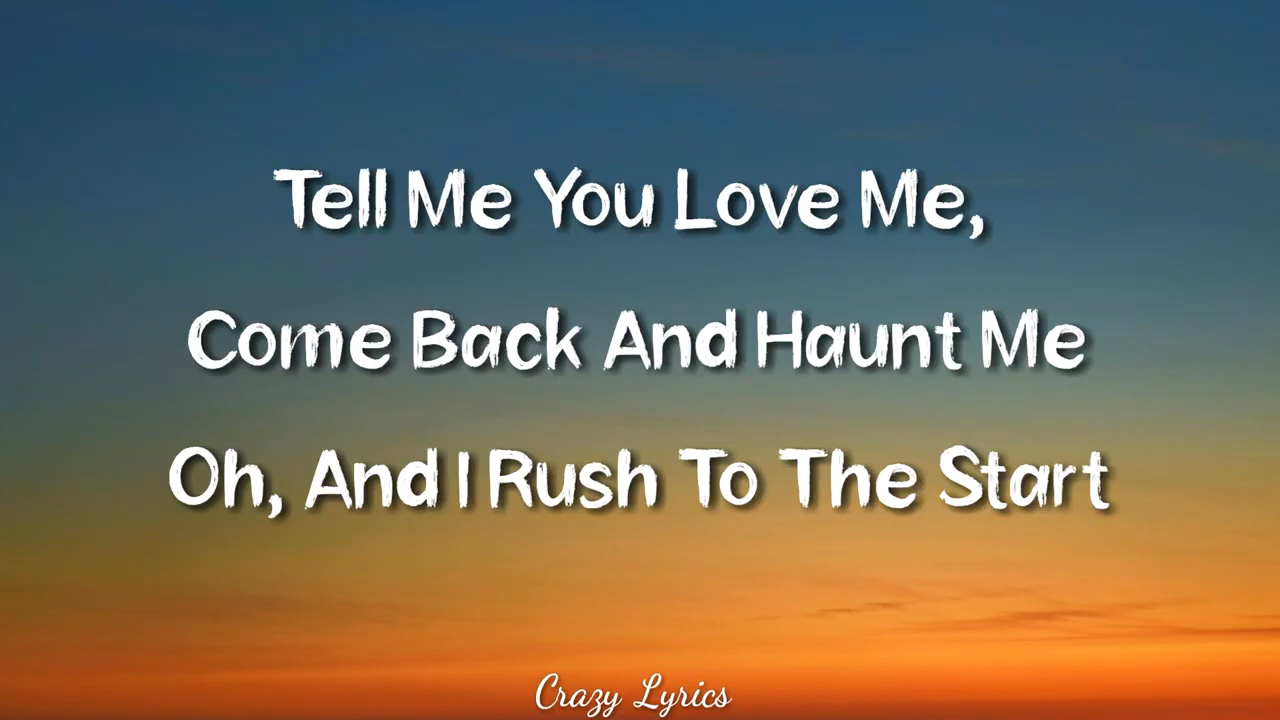 Tell Me You Love Me,
Come Back And Haunt Me
Oh, And I Rush To The Start
Crazy Lyrics